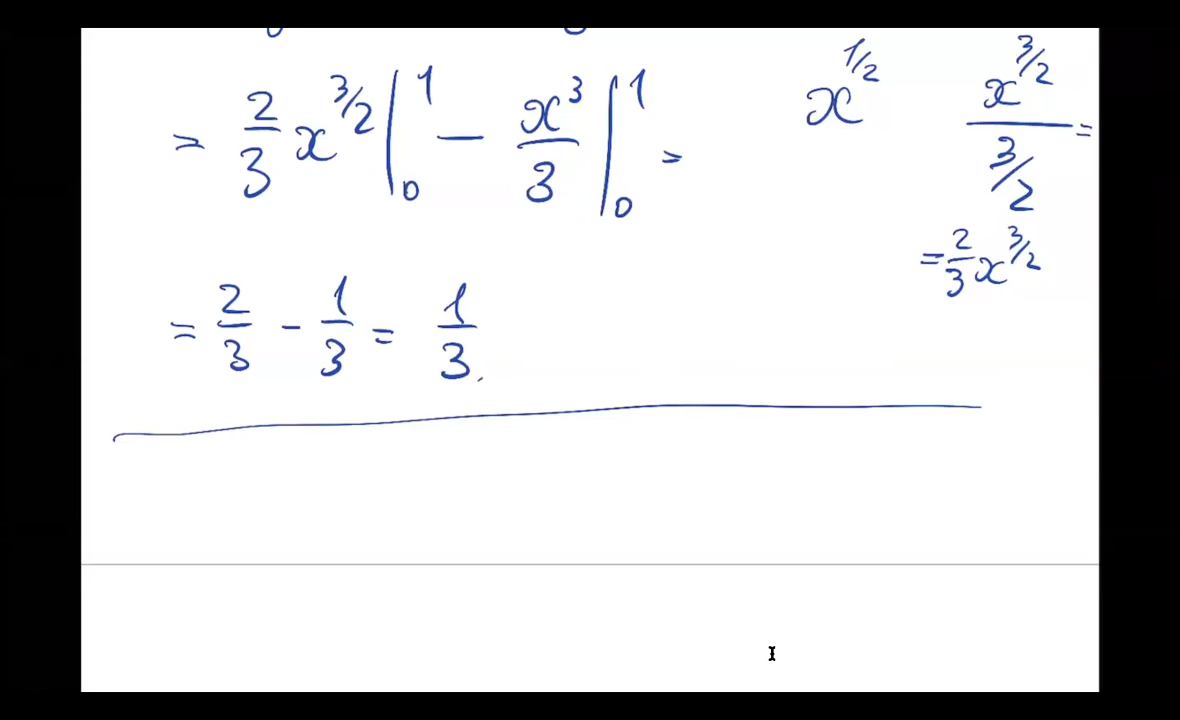 = 2/3 x^3/2 |_0^1 - x^3/3 |_0^1 =
= 2/3 - 1/3 = 1/3.
x^1/2
x^3/2 / 3/2 =
= 2/3 x^3/2